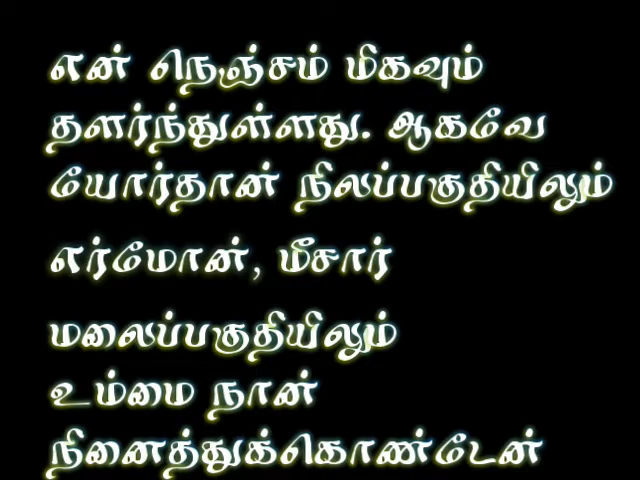 என் நெஞ்சம் மிகவும்
தளர்ந்துள்ளது. ஆகவே
யோர்தான் நிலப்பகுதியிலும்
எர்மோன், மீசார்
மலைப்பகுதியிலும்
உம்மை நான்
நினைத்துக்கொண்டேன்